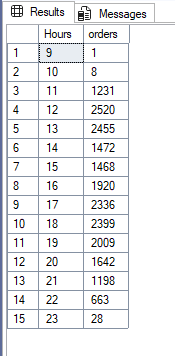 Results Messages
Hours orders
1 9 1
2 10 8
3 11 1231
4 12 2520
5 13 2455
6 14 1472
7 15 1468
8 16 1920
9 17 2336
10 18 2399
11 19 2009
12 20 1642
13 21 1198
14 22 663
15 23 28